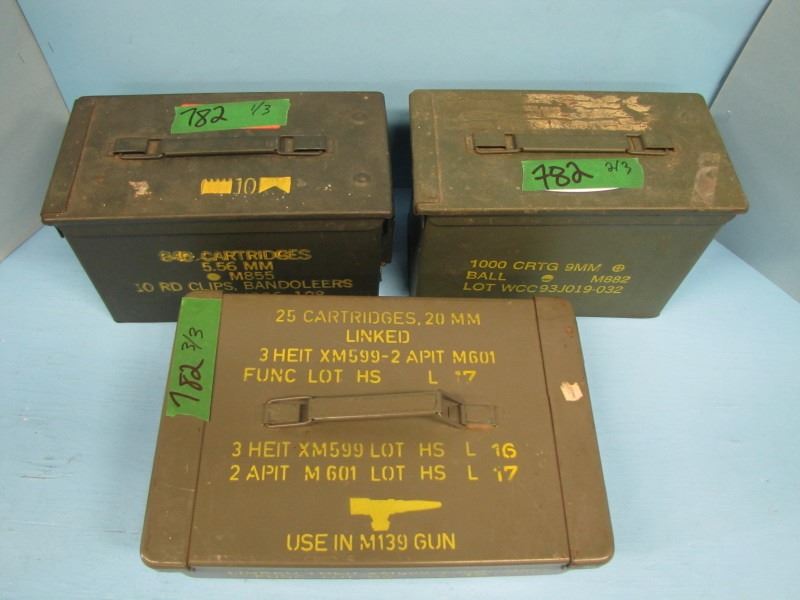 782 1/3
10
840 CARTRIDGES
5.56 MM
M855
10 RD CLIPS, BANDOLEERS
782 2/3
1000 CRTG 9MM
BALL M882
LOT WCC93J019-032
782 3/3
25 CARTRIDGES, 20 MM
LINKED
3 HEIT XM599-2 APIT M601
FUNC LOT HS L 17
3 HEIT XM599 LOT HS L 16
2 APIT M601 LOT HS L 17
USE IN M139 GUN